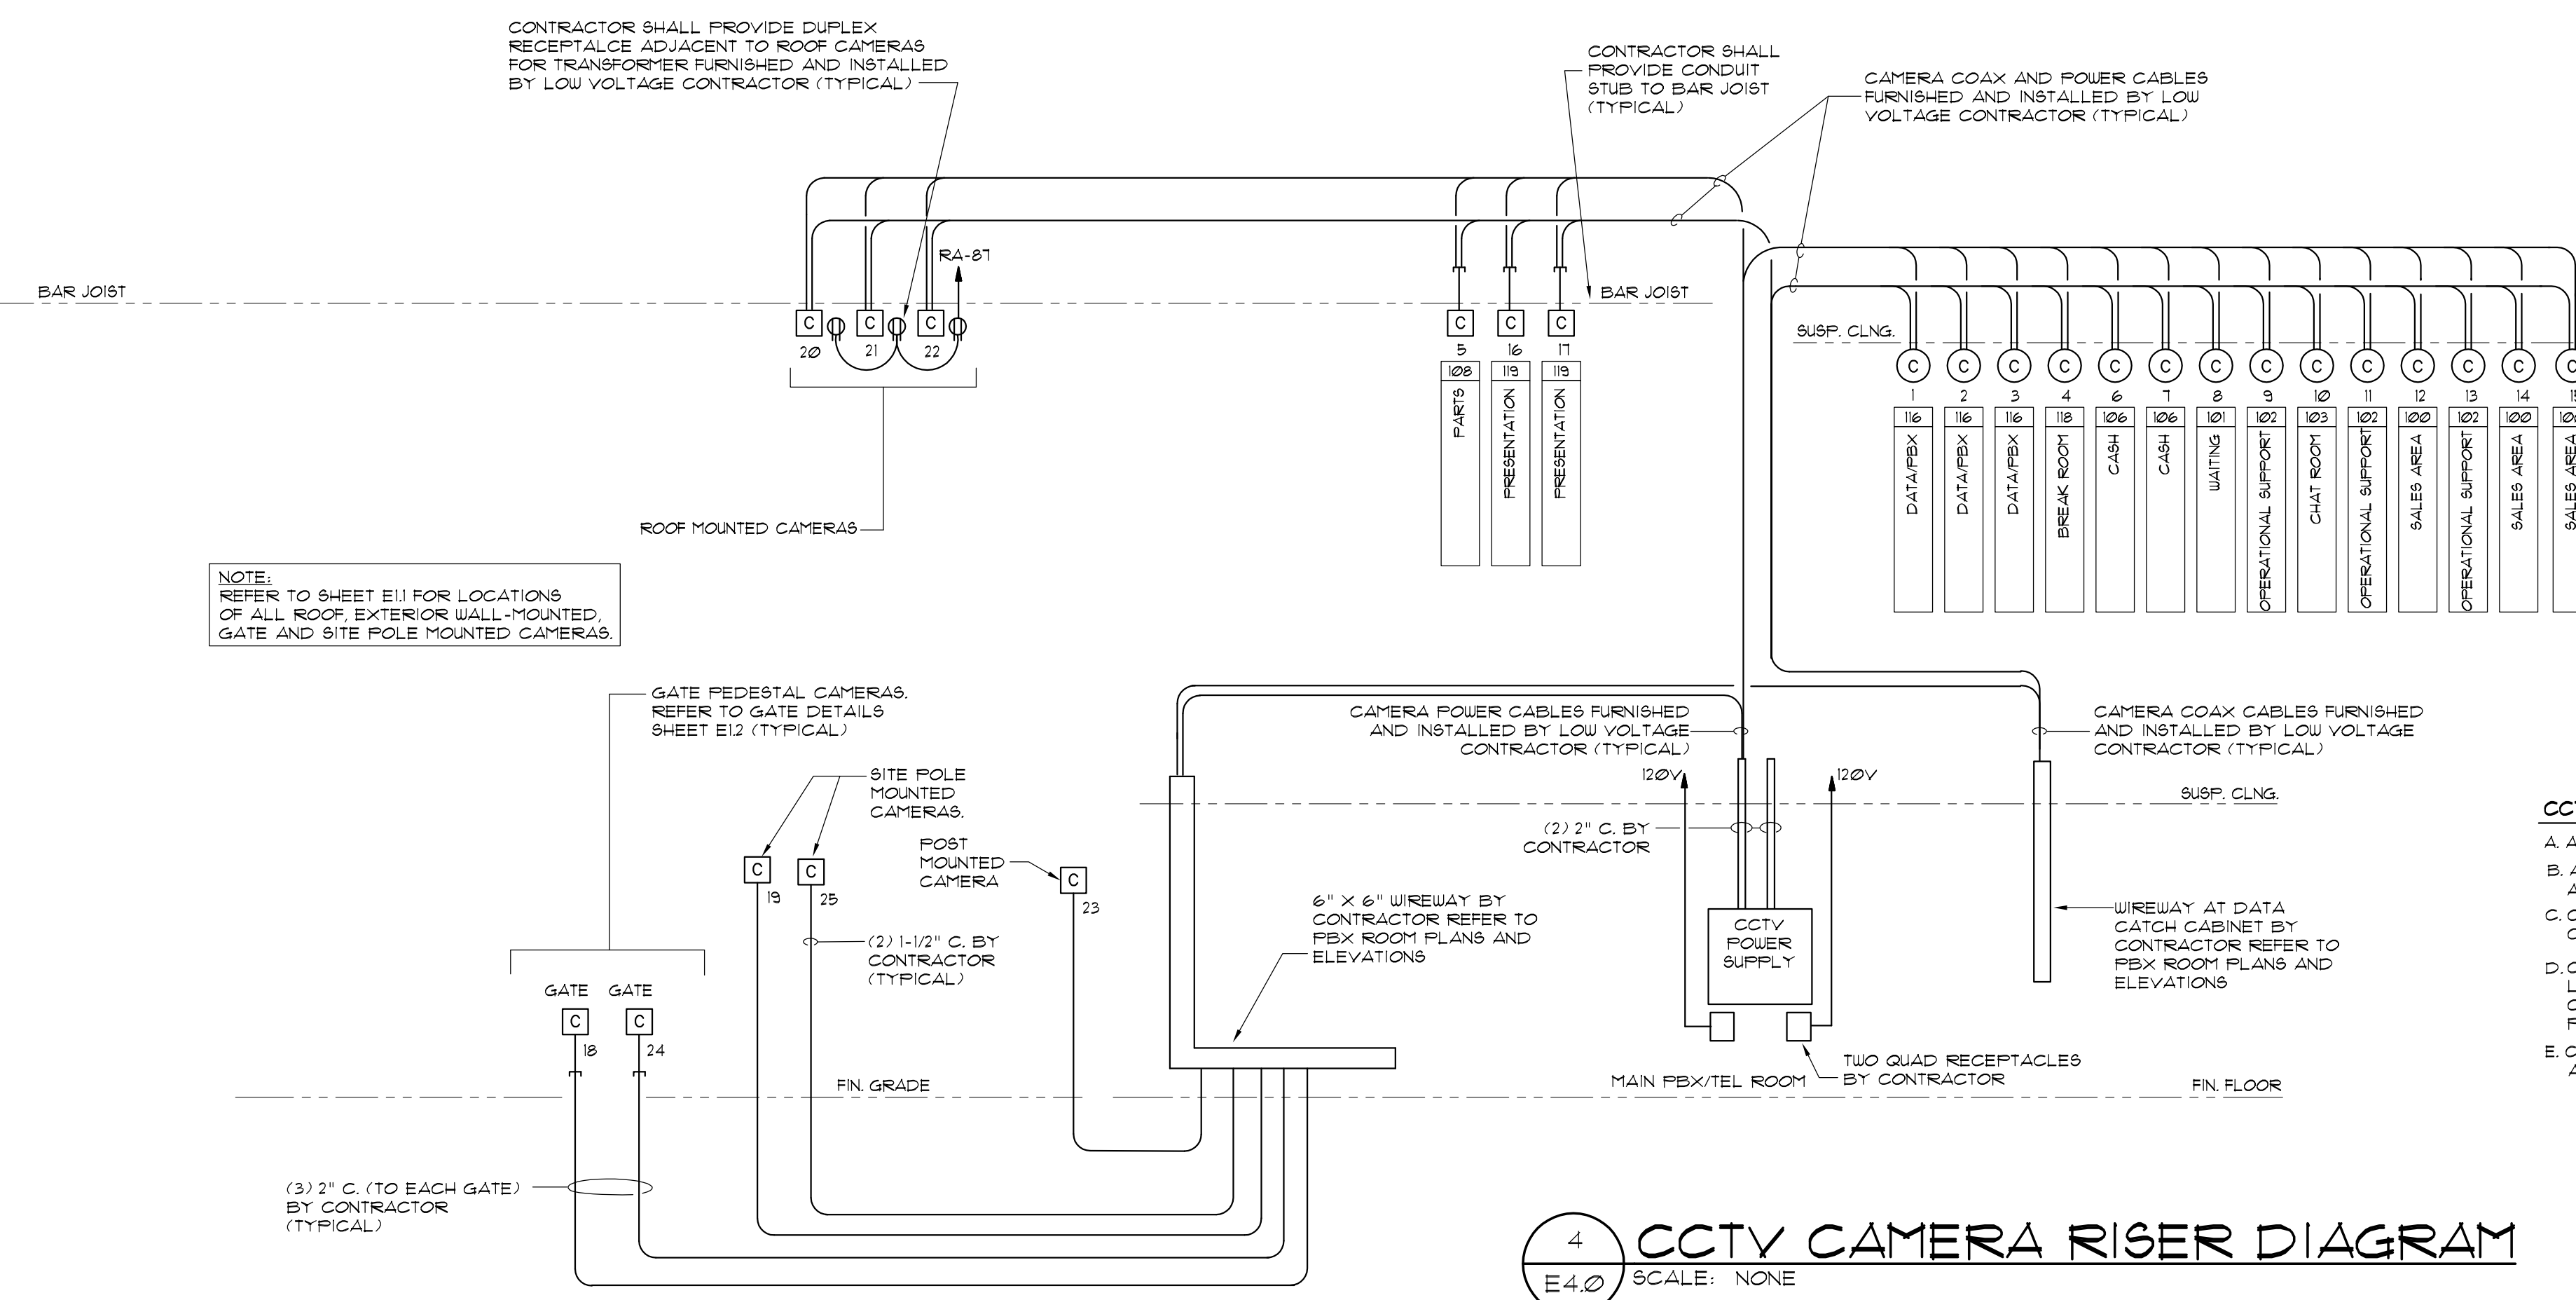 CONTRACTOR SHALL PROVIDE DUPLEX
RECEPTALCE ADJACENT TO ROOF CAMERAS
FOR TRANSFORMER FURNISHED AND INSTALLED
BY LOW VOLTAGE CONTRACTOR (TYPICAL)
CONTRACTOR SHALL
PROVIDE CONDUIT
STUB TO BAR JOIST
(TYPICAL)
CAMERA COAX AND POWER CABLES
FURNISHED AND INSTALLED BY LOW
VOLTAGE CONTRACTOR (TYPICAL)
RA-87
BAR JOIST
BAR JOIST
SUSP. CLNG.
C C C
20 21 22
C C C
5 16 17
108 119 119
PARTS
PRESENTATION
PRESENTATION
C C C C C C C C C C C C C C
1 2 3 4 6 7 8 9 10 11 12 13 14
116 116 116 118 106 106 101 102 103 102 100 102 100
DATA/PBX
DATA/PBX
DATA/PBX
BREAK ROOM
CASH
CASH
WAITING
OPERATIONAL SUPPORT
CHAT ROOM
OPERATIONAL SUPPORT
SALES AREA
OPERATIONAL SUPPORT
SALES AREA
SALES AREA
ROOF MOUNTED CAMERAS
NOTE:
REFER TO SHEET E1.1 FOR LOCATIONS
OF ALL ROOF, EXTERIOR WALL-MOUNTED,
GATE AND SITE POLE MOUNTED CAMERAS.
GATE PEDESTAL CAMERAS.
REFER TO GATE DETAILS
SHEET E1.2 (TYPICAL)
SITE POLE
MOUNTED
CAMERAS.
POST
MOUNTED
CAMERA
C
19
C
25
C
23
(2) 1-1/2" C. BY
CONTRACTOR
(TYPICAL)
GATE GATE
C C
18 24
FIN. GRADE
(3) 2" C. (TO EACH GATE)
BY CONTRACTOR
(TYPICAL)
CAMERA POWER CABLES FURNISHED
AND INSTALLED BY LOW VOLTAGE
CONTRACTOR (TYPICAL)
120V
120V
(2) 2" C. BY
CONTRACTOR
6" X 6" WIREWAY BY
CONTRACTOR REFER TO
PBX ROOM PLANS AND
ELEVATIONS
CCTV
POWER
SUPPLY
CAMERA COAX CABLES FURNISHED
AND INSTALLED BY LOW VOLTAGE
CONTRACTOR (TYPICAL)
SUSP. CLNG.
WIREWAY AT DATA
CATCH CABINET BY
CONTRACTOR REFER TO
PBX ROOM PLANS AND
ELEVATIONS
MAIN PBX/TEL ROOM
TWO QUAD RECEPTACLES
BY CONTRACTOR
FIN. FLOOR
A.
B.
C.
D.
E.
4
E4.0
CCTV CAMERA RISER DIAGRAM
SCALE: NONE